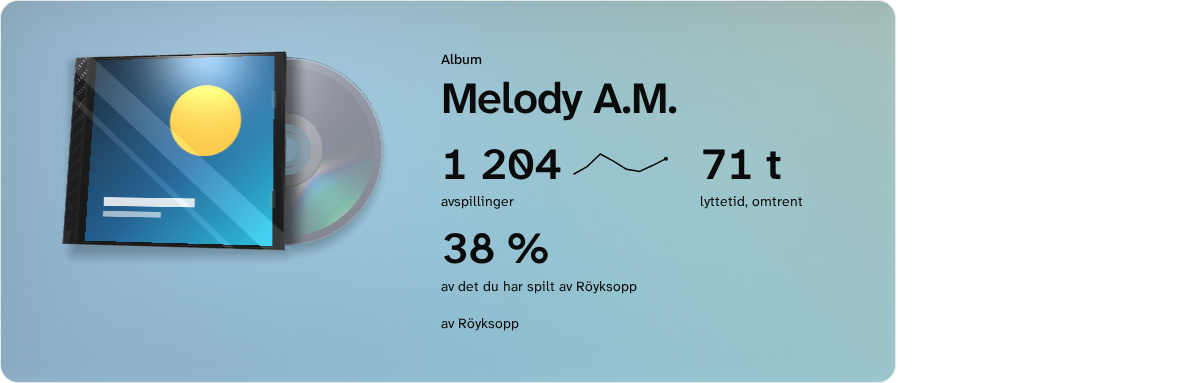 Album
Melody A.M.
1 204
71 t
avspillinger
lyttetid, omtrent
38 %
av det du har spilt av Röyksopp
av Röyksopp